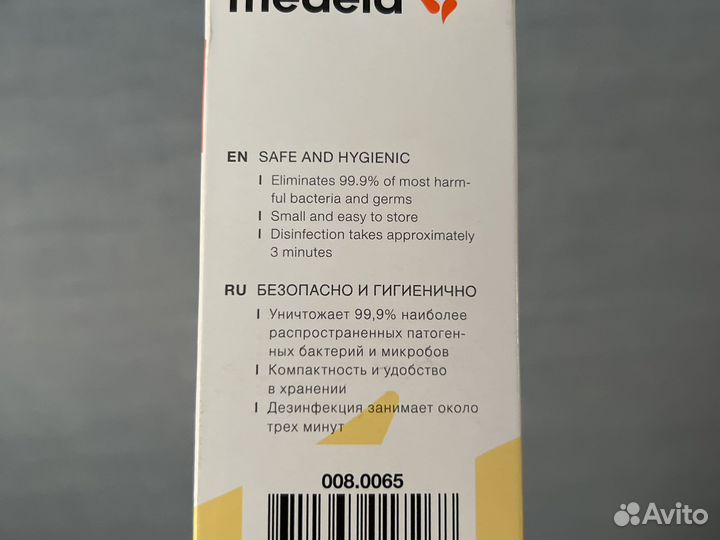 medela
EN SAFE AND HYGIENIC
I Eliminates 99.9% of most harm-
ful bacteria and germs
I Small and easy to store
I Disinfection takes approximately
3 minutes
RU БЕЗОПАСНО И ГИГИЕНИЧНО
I Уничтожает 99,9% наиболее
распространенных патоген-
ных бактерий и микробов
I Компактность и удобство
в хранении
I Дезинфекция занимает около
трех минут
008.0065
Avito